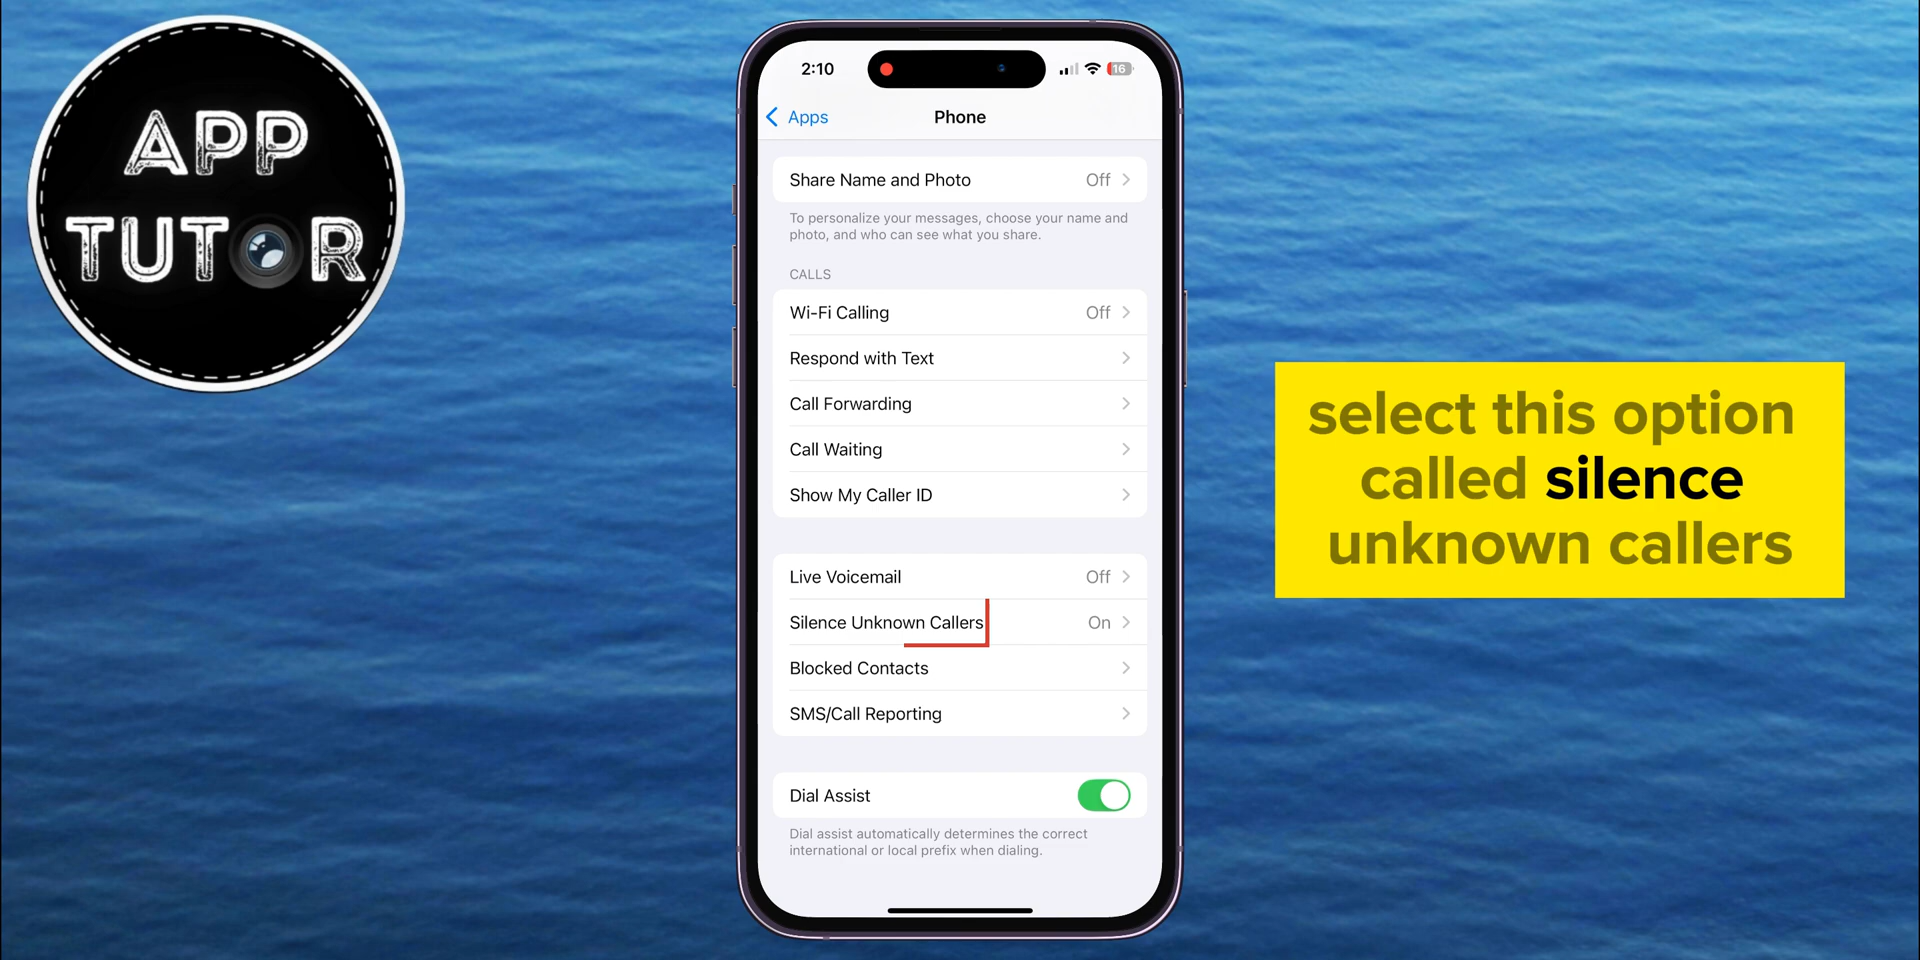 APP
TUTOR
2:10
16
Apps
Phone
Share Name and Photo Off
To personalize your messages, choose your name and
photo, and who can see what you share.
CALLS
Wi-Fi Calling Off
Respond with Text
Call Forwarding
Call Waiting
Show My Caller ID
Live Voicemail Off
Silence Unknown Callers On
Blocked Contacts
SMS/Call Reporting
Dial Assist
Dial assist automatically determines the correct
international or local prefix when dialing.
select this option
called silence
unknown callers